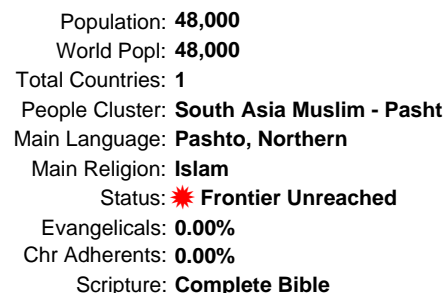 Population: 48,000
World Popl: 48,000
Total Countries: 1
People Cluster: South Asia Muslim - Pasht
Main Language: Pashto, Northern
Main Religion: Islam
Status: Frontier Unreached
Evangelicals: 0.00%
Chr Adherents: 0.00%
Scripture: Complete Bible